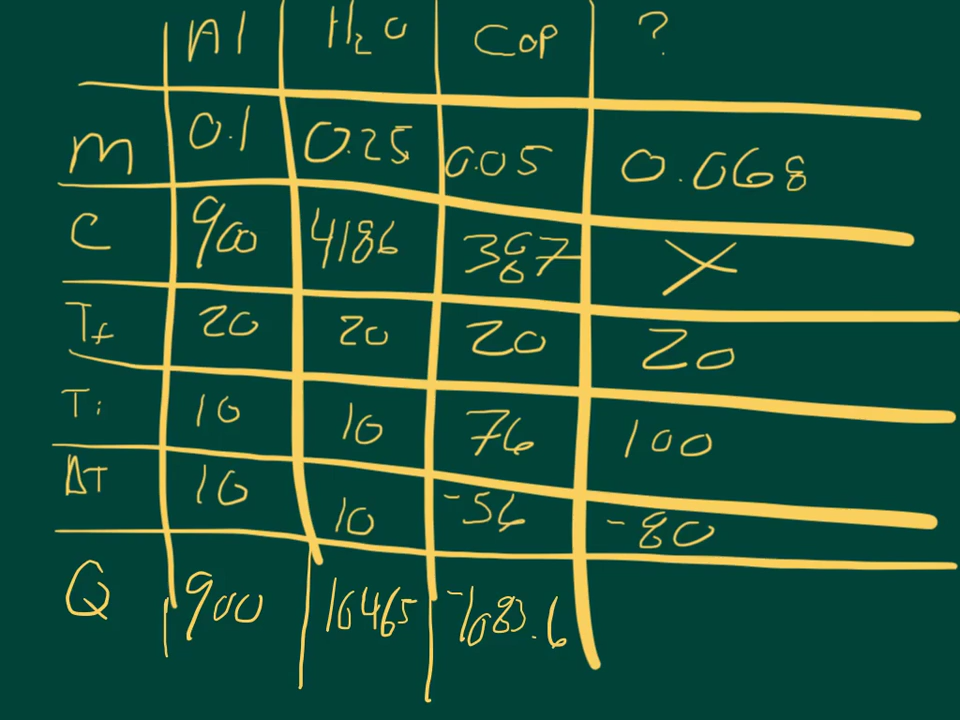 Al H2O Cop ?
m 0.1 0.25 0.05 0.068
C 900 4186 387 X
Tf 20 20 20 20
Ti 10 10 76 100
ΔT 10 10 -56 -80
Q 900 10465 -1083.6